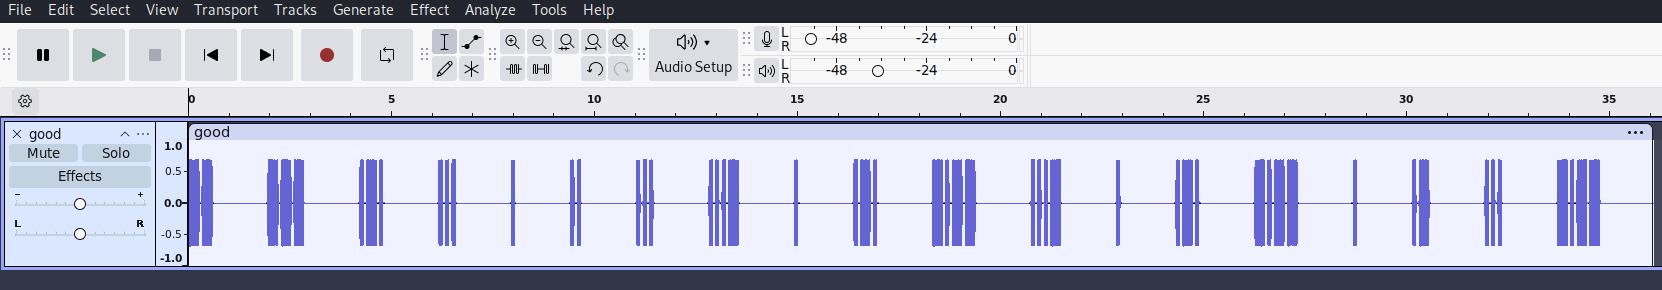 File Edit Select View Transport Tracks Generate Effect Analyze Tools Help
L
R
-48 -24 0
Audio Setup
L
R
-48 -24 0
0 5 10 15 20 25 30 35
good
Mute Solo
Effects
- +
L R
good
1.0
0.5
0.0
-0.5
-1.0